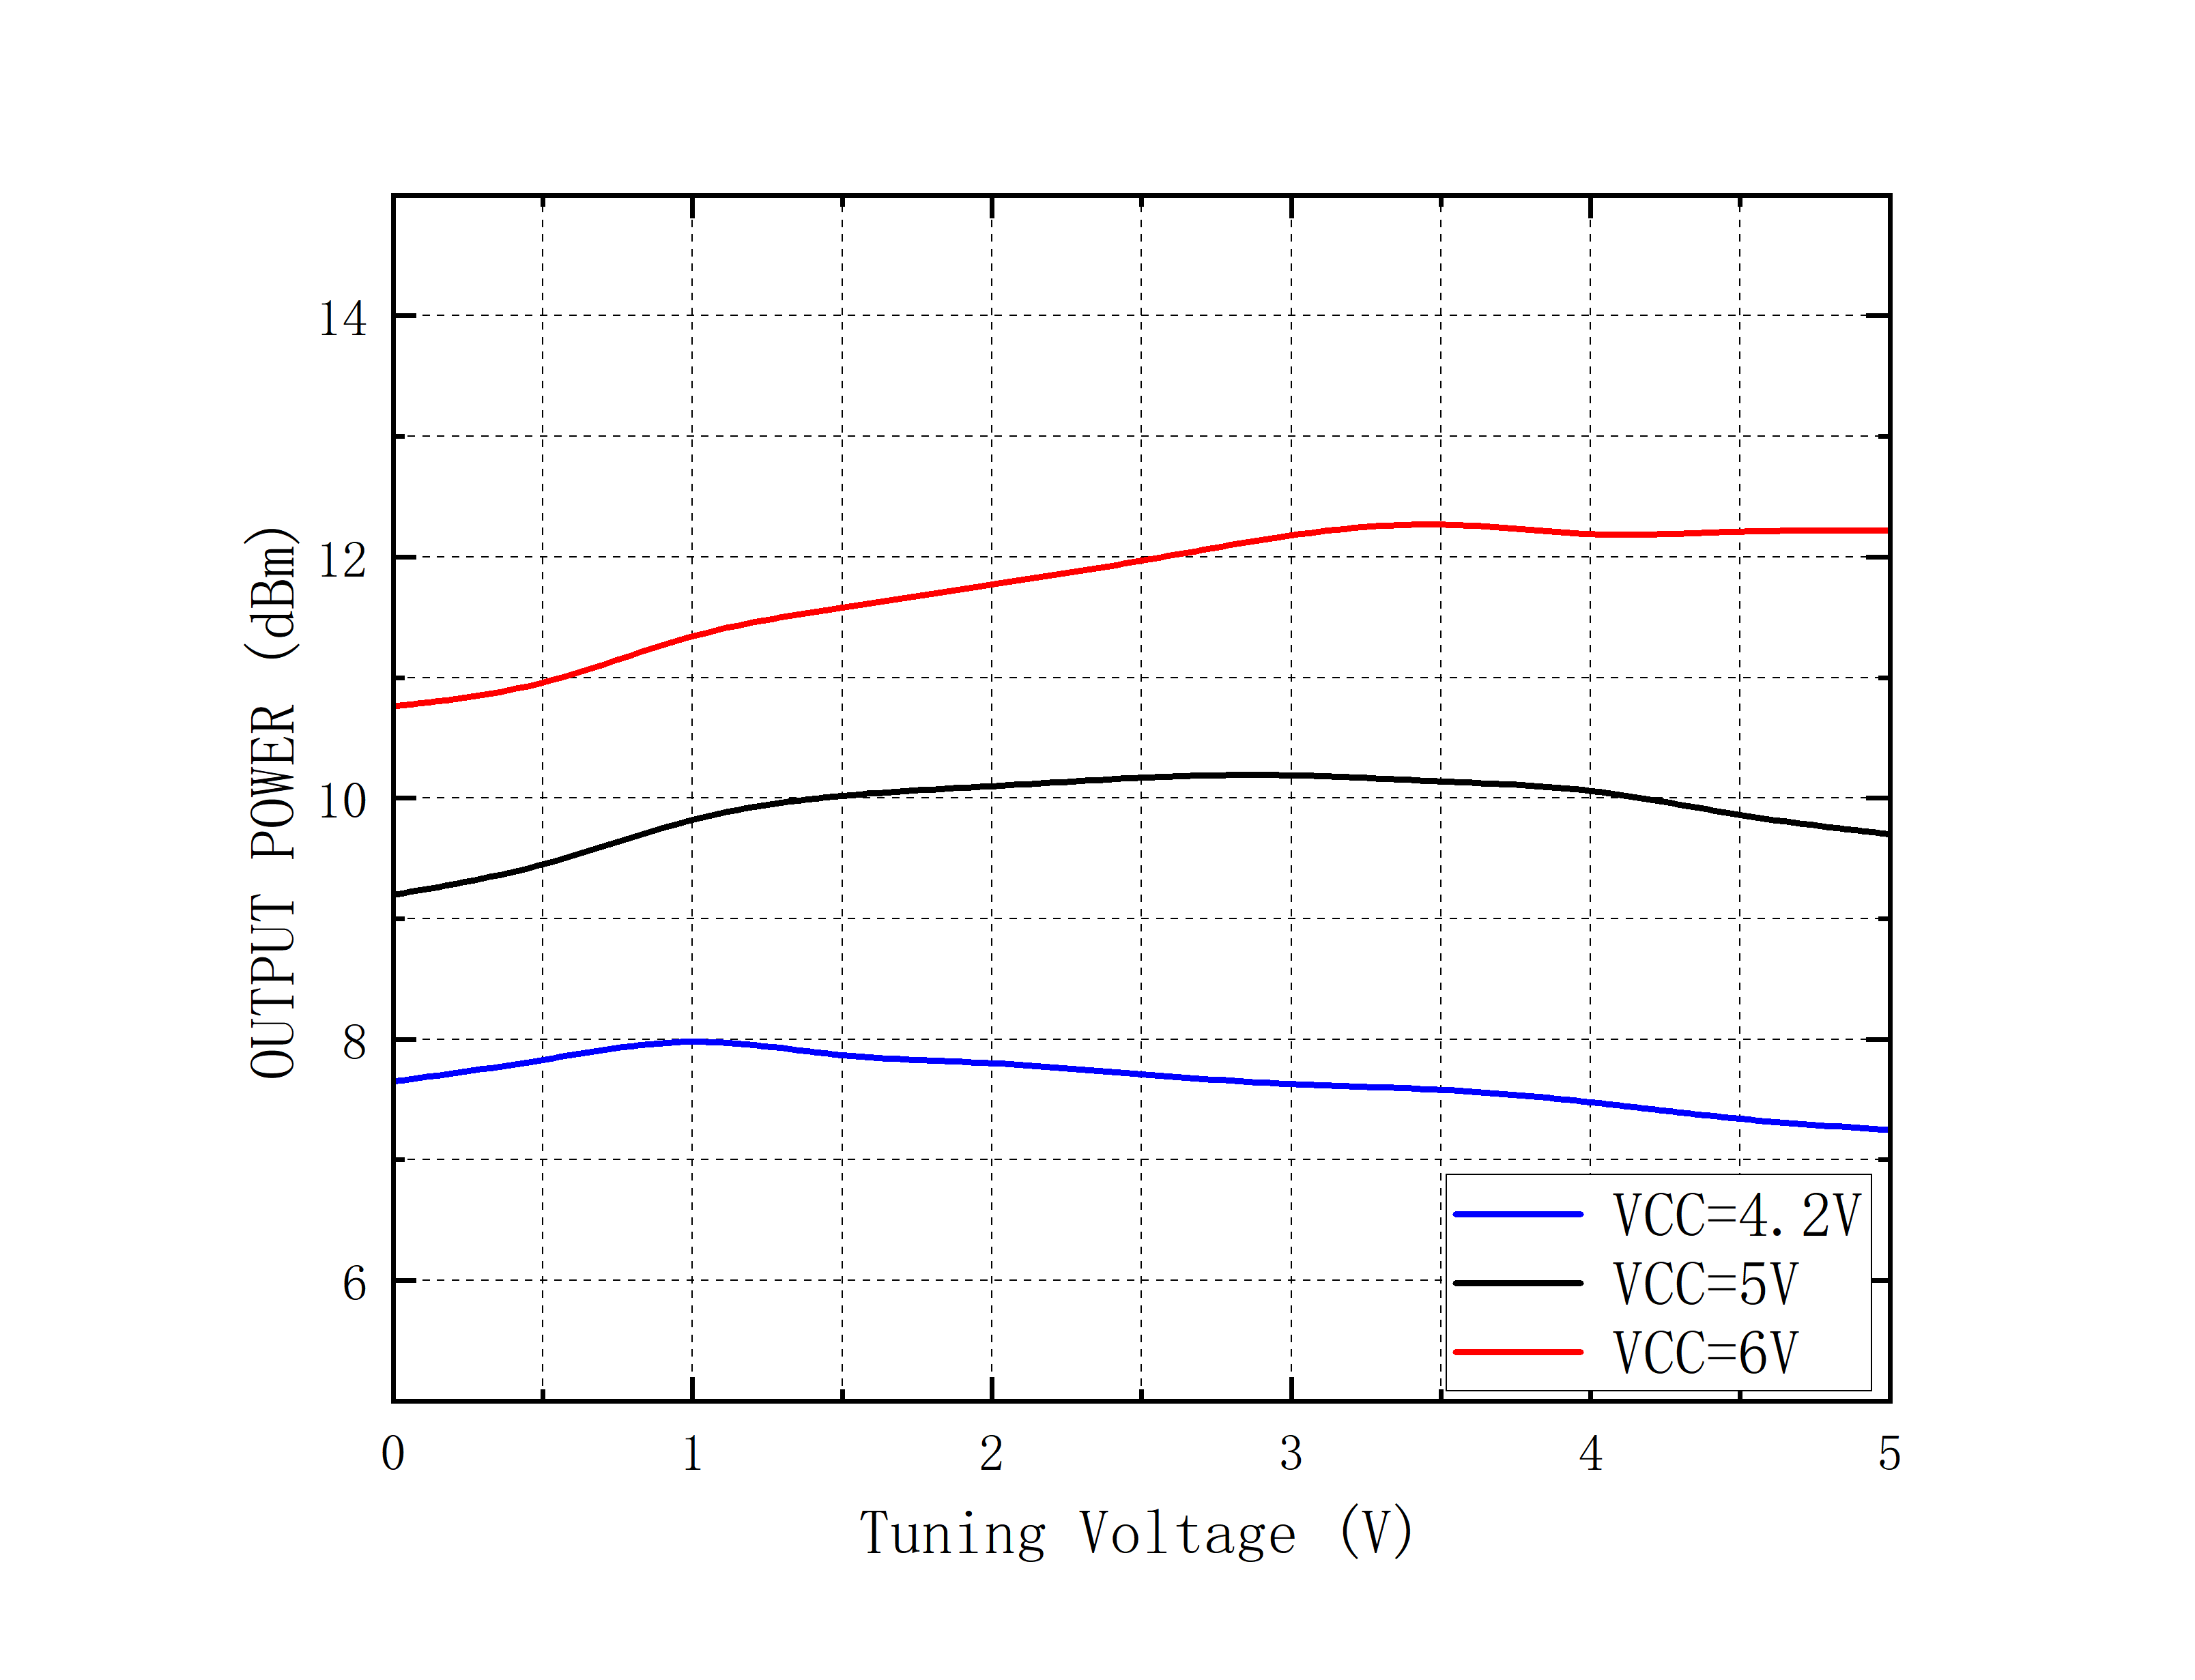 OUTPUT POWER (dBm)
14
12
10
8
6
0 1 2 3 4 5
Tuning Voltage (V)
VCC=4.2V
VCC=5V
VCC=6V